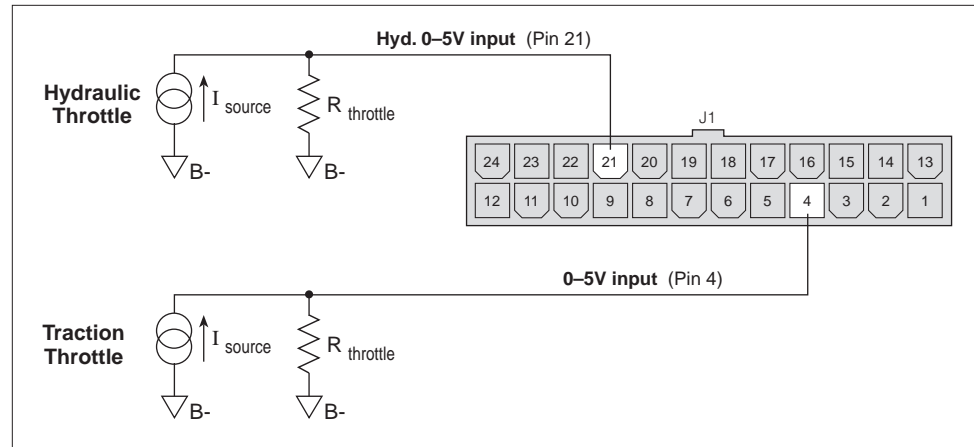 Hyd. 0–5V input (Pin 21)
Hydraulic
Throttle
I source
R throttle
B-
B-
J1
24 23 22 21 20 19 18 17 16 15 14 13
12 11 10 9 8 7 6 5 4 3 2 1
0–5V input (Pin 4)
Traction
Throttle
I source
R throttle
B-
B-